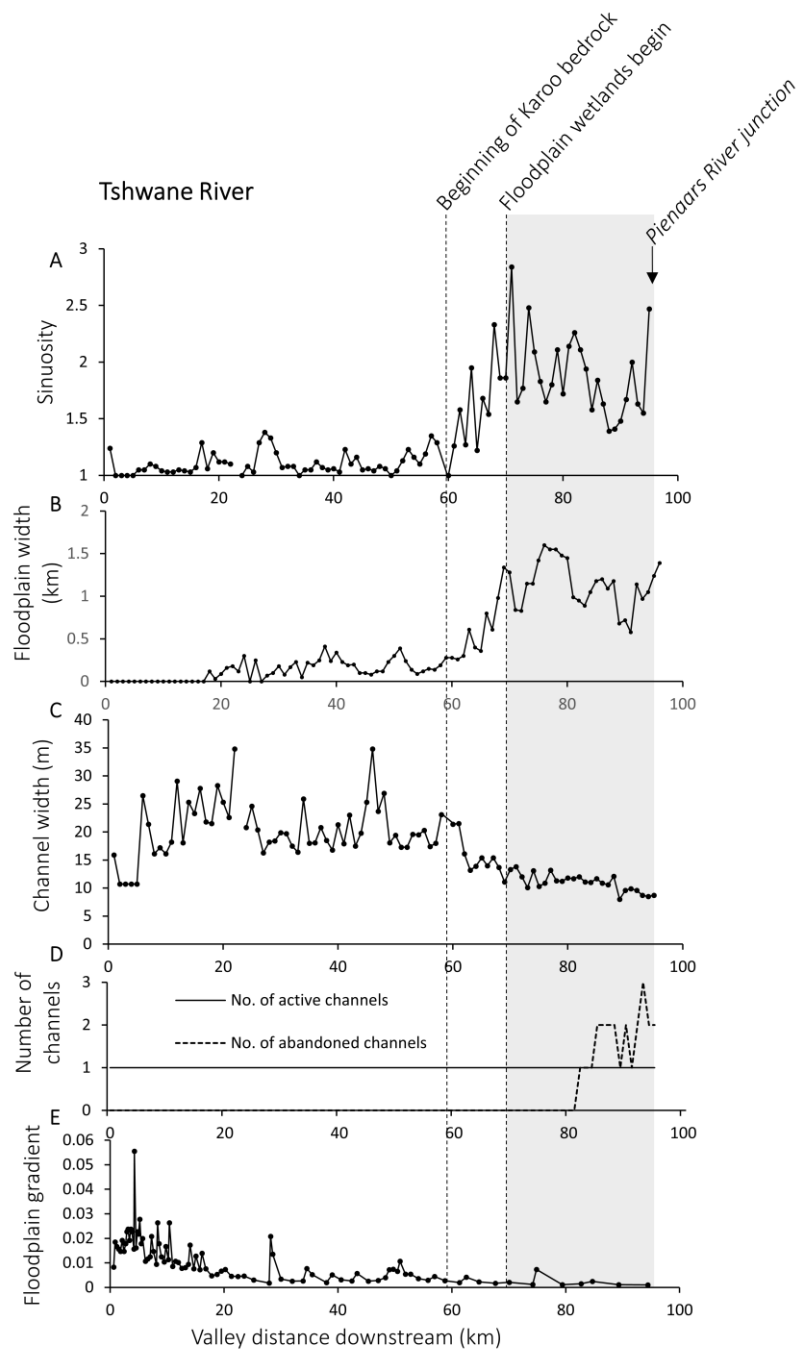 Beginning of Karoo bedrock
Floodplain wetlands begin
Pienaars River junction
Tshwane River
A
Sinuosity
3
2.5
2
1.5
1
0 20 40 60 80 100
B
Floodplain width
(km)
2
1.5
1
0.5
0
0 20 40 60 80 100
C
Channel width (m)
40
35
30
25
20
15
10
5
0
0 20 40 60 80 100
D
Number of
channels
3
2
1
0
No. of active channels
No. of abandoned channels
0 20 40 60 80 100
E
Floodplain gradient
0.06
0.05
0.04
0.03
0.02
0.01
0
0 20 40 60 80 100
Valley distance downstream (km)